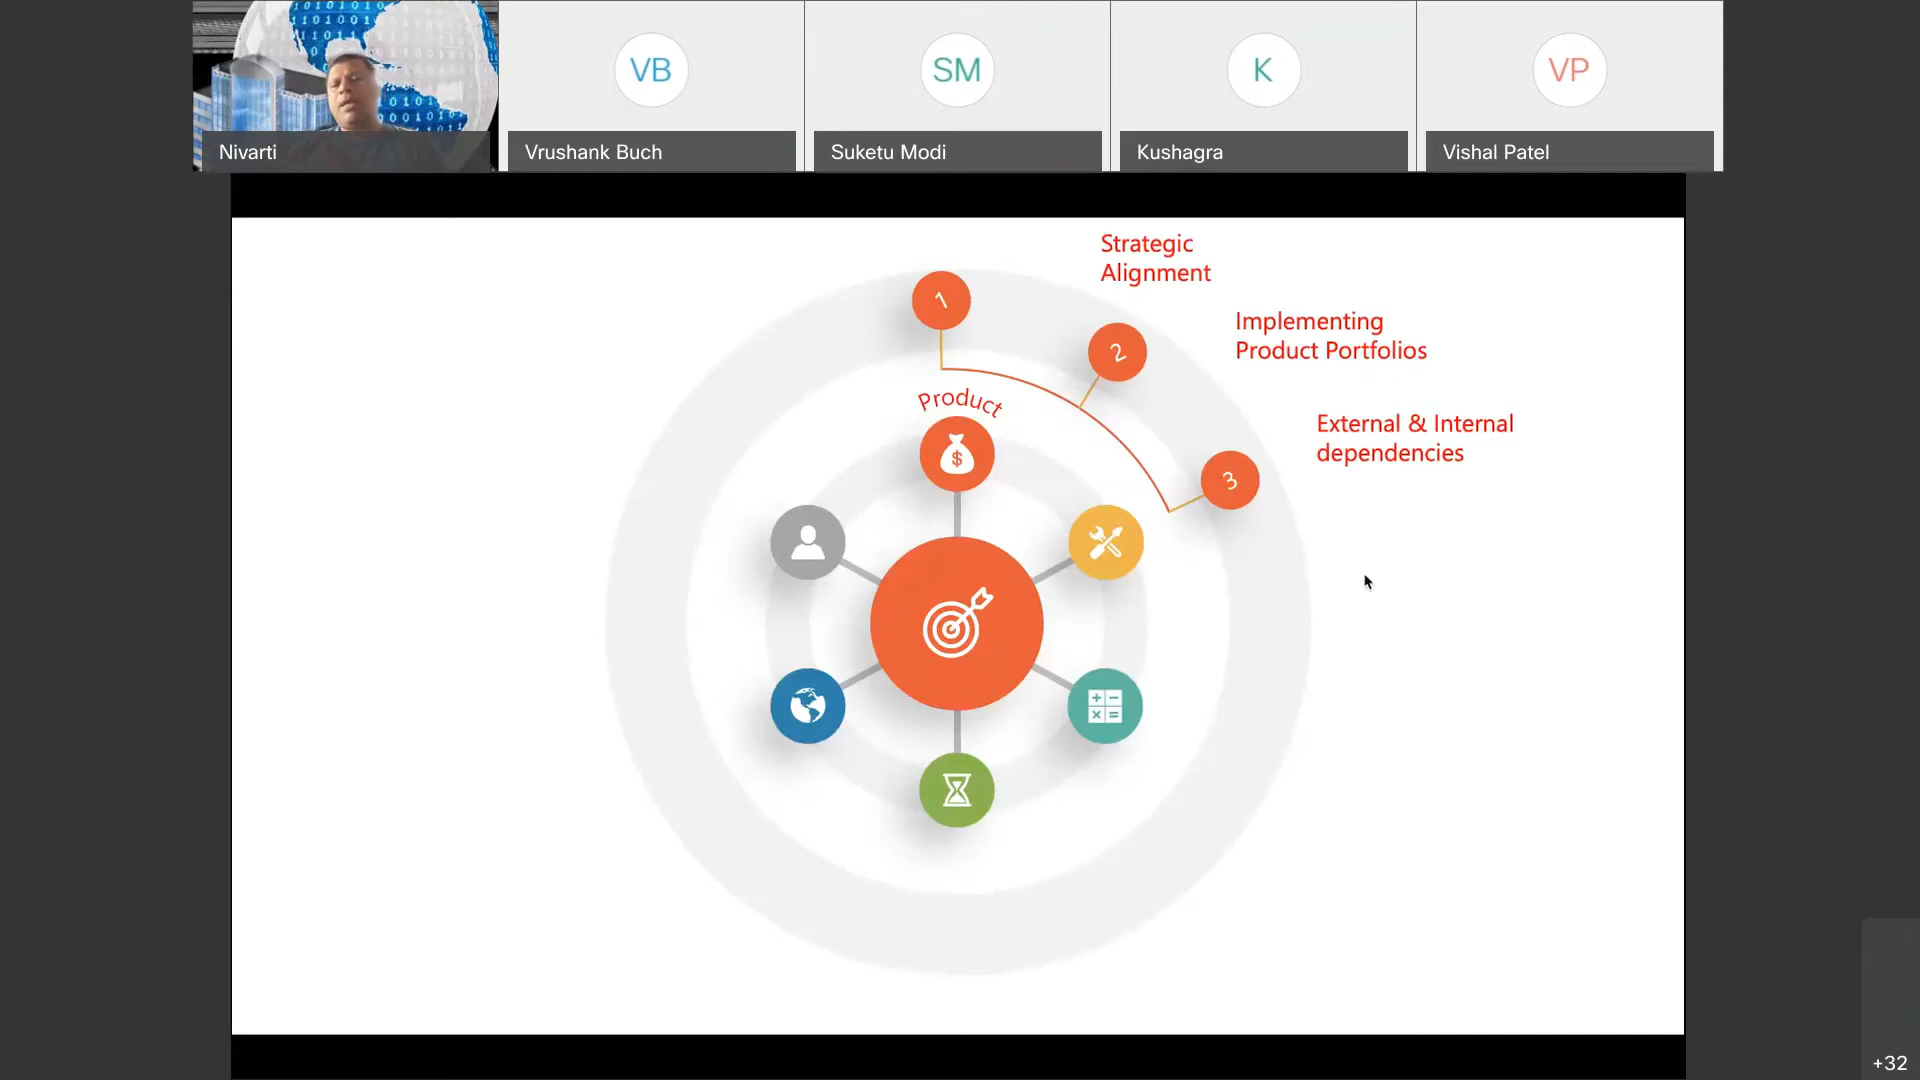 VB
SM
K
VP
Nivarti
Vrushank Buch
Suketu Modi
Kushagra
Vishal Patel
Strategic
Alignment
1
Implementing
Product Portfolios
2
Product
External & Internal
dependencies
3
$
+32